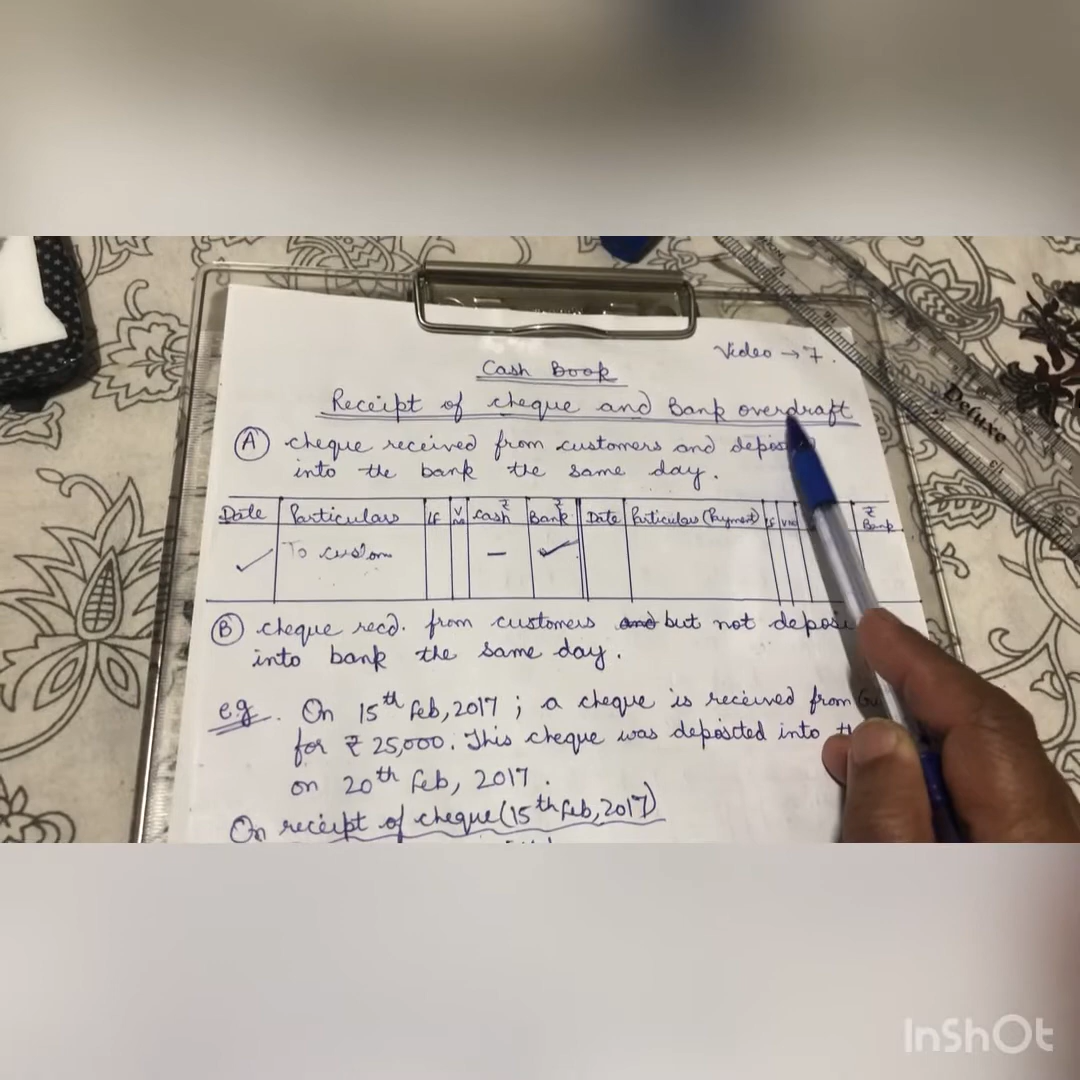 Video → 7.
Cash Book
Receipt of cheque and Bank overdraft
(A) cheque received from customers and
into the bank the same day.
Date Particulars LF V no ₹ Cash ₹ Bank Date Particulars (Payment) LF V No ₹ Bank
✓ To custom — ✓
(B) cheque recd. from customers ~~and~~ but not
into bank the same day.
e.g. On 15th Feb, 2017 ; a cheque is received from
for ₹ 25,000. This cheque was deposited into
on 20th Feb, 2017.
On receipt of cheque (15th Feb, 2017)
Deluxe
InShOt